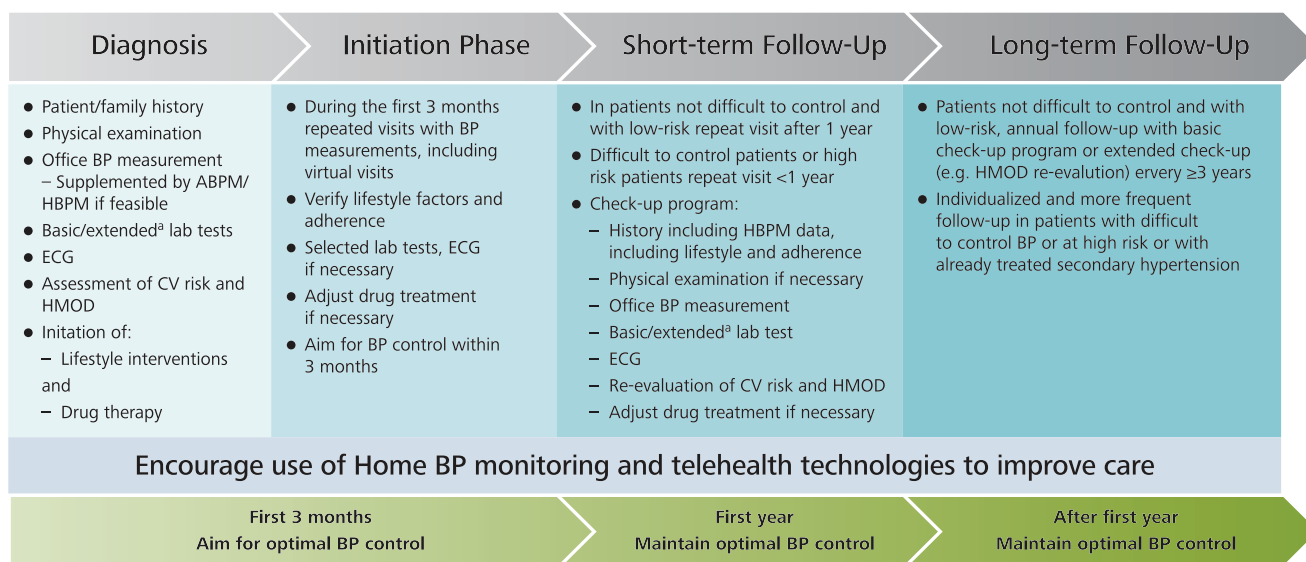 Diagnosis
Initiation Phase
Short-term Follow-Up
Long-term Follow-Up
● Patient/family history
● Physical examination
● Office BP measurement
– Supplemented by ABPM/
HBPM if feasible
● Basic/extendedᵃ lab tests
● ECG
● Assessment of CV risk and
HMOD
● Initation of:
– Lifestyle interventions
and
– Drug therapy
● During the first 3 months
repeated visits with BP
measurements, including
virtual visits
● Verify lifestyle factors and
adherence
● Selected lab tests, ECG
if necessary
● Adjust drug treatment
if necessary
● Aim for BP control within
3 months
● In patients not difficult to control and
with low-risk repeat visit after 1 year
● Difficult to control patients or high
risk patients repeat visit <1 year
● Check-up program:
– History including HBPM data,
including lifestyle and adherence
– Physical examination if necessary
– Office BP measurement
– Basic/extendedᵃ lab test
– ECG
– Re-evaluation of CV risk and HMOD
– Adjust drug treatment if necessary
● Patients not difficult to control and with
low-risk, annual follow-up with basic
check-up program or extended check-up
(e.g. HMOD re-evalution) ervery ≥3 years
● Individualized and more frequent
follow-up in patients with difficult
to control BP or at high risk or with
already treated secondary hypertension
Encourage use of Home BP monitoring and telehealth technologies to improve care
First 3 months
Aim for optimal BP control
First year
Maintain optimal BP control
After first year
Maintain optimal BP control